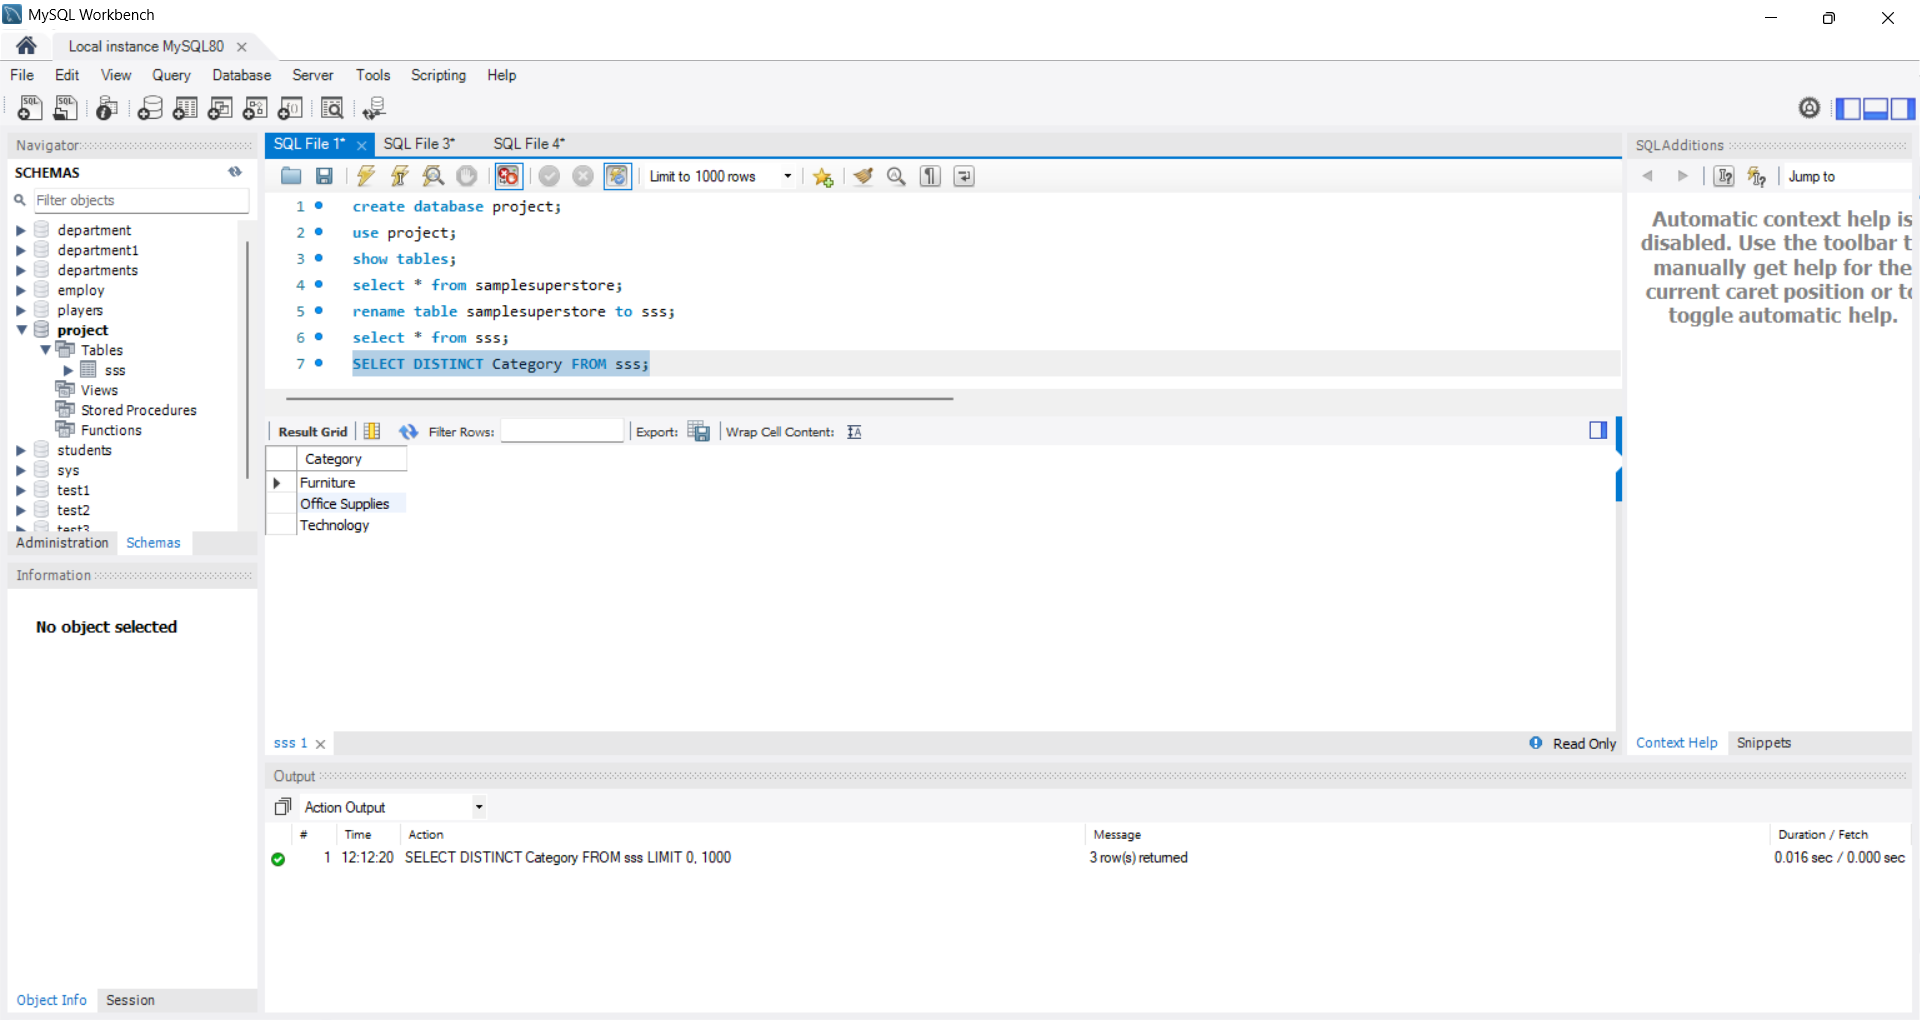 MySQL Workbench
Local instance MySQL80
File Edit View Query Database Server Tools Scripting Help
Navigator
SCHEMAS
Filter objects
department
department1
departments
employ
players
project
Tables
sss
Views
Stored Procedures
Functions
students
sys
test1
test2
test3
Administration Schemas
Information
No object selected
Object Info Session
SQL File 1* SQL File 3* SQL File 4*
Limit to 1000 rows
1 create database project;
2 use project;
3 show tables;
4 select * from samplesuperstore;
5 rename table samplesuperstore to sss;
6 select * from sss;
7 SELECT DISTINCT Category FROM sss;
Result Grid Filter Rows: Export: Wrap Cell Content:
Category
Furniture
Office Supplies
Technology
sss 1 Read Only
SQLAdditions
Jump to
Automatic context help is
disabled. Use the toolbar t
manually get help for the
current caret position or to
toggle automatic help.
Context Help Snippets
Output
Action Output
# Time Action Message Duration / Fetch
1 12:12:20 SELECT DISTINCT Category FROM sss LIMIT 0, 1000 3 row(s) returned 0.016 sec / 0.000 sec